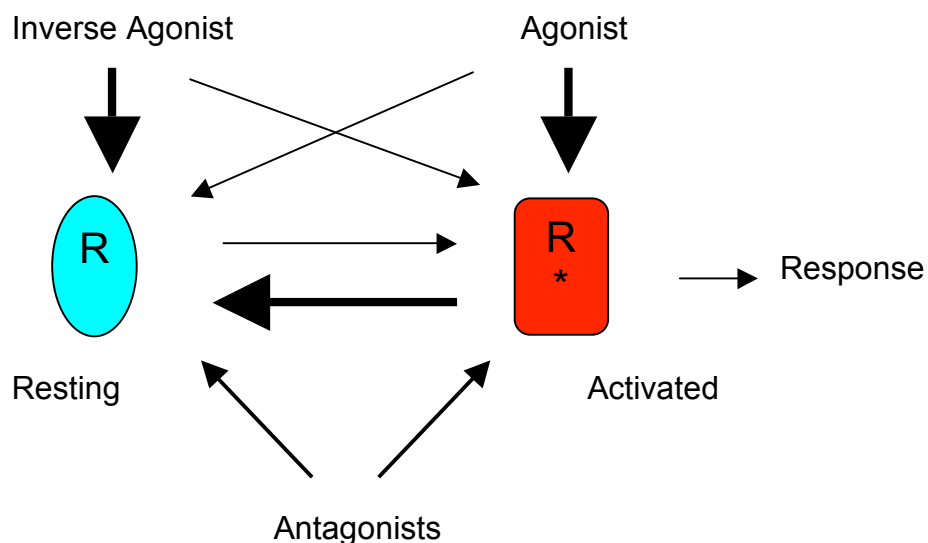 Inverse Agonist
Agonist
R
R
*
Response
Resting
Activated
Antagonists